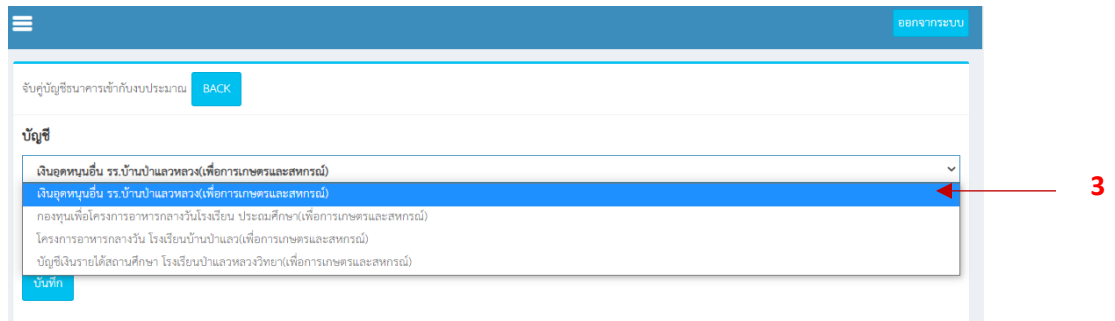 ออกจากระบบ
จับคู่บัญชีธนาคารเข้ากับงบประมาณ BACK
บัญชี
เงินอุดหนุนอื่น รร.บ้านป่าแลวหลวง(เพื่อการเกษตรและสหกรณ์)
เงินอุดหนุนอื่น รร.บ้านป่าแลวหลวง(เพื่อการเกษตรและสหกรณ์)
3
กองทุนเพื่อโครงการอาหารกลางวันโรงเรียน ประถมศึกษา(เพื่อการเกษตรและสหกรณ์)
โครงการอาหารกลางวัน โรงเรียนบ้านป่าแลว(เพื่อการเกษตรและสหกรณ์)
บัญชีเงินรายได้สถานศึกษา โรงเรียนป่าแลวหลวงวิทยา(เพื่อการเกษตรและสหกรณ์)
บันทึก